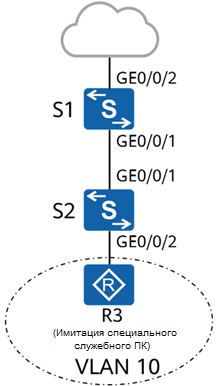 GE0/0/2
S1
S
GE0/0/1
GE0/0/1
S2
S
GE0/0/2
R
R3
(Имитация специального
служебного ПК)
VLAN 10